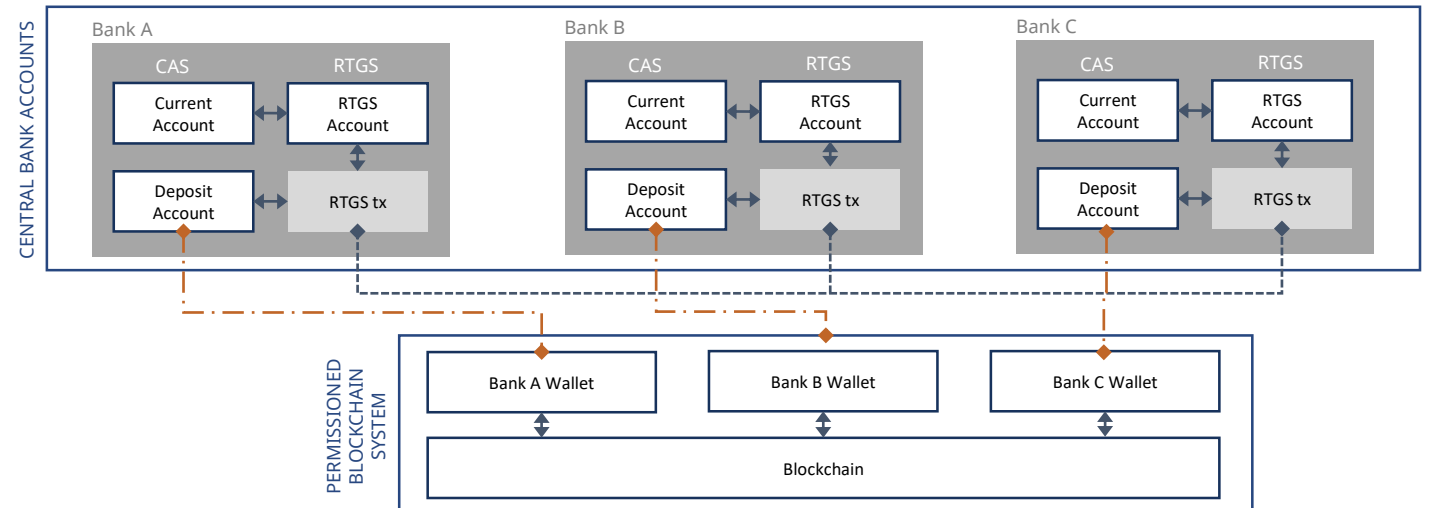 CENTRAL BANK ACCOUNTS
Bank A
CAS
RTGS
Current
Account
RTGS
Account
Deposit
Account
RTGS tx
Bank B
CAS
RTGS
Current
Account
RTGS
Account
Deposit
Account
RTGS tx
Bank C
CAS
RTGS
Current
Account
RTGS
Account
Deposit
Account
RTGS tx
PERMISSIONED
BLOCKCHAIN
SYSTEM
Bank A Wallet
Bank B Wallet
Bank C Wallet
Blockchain